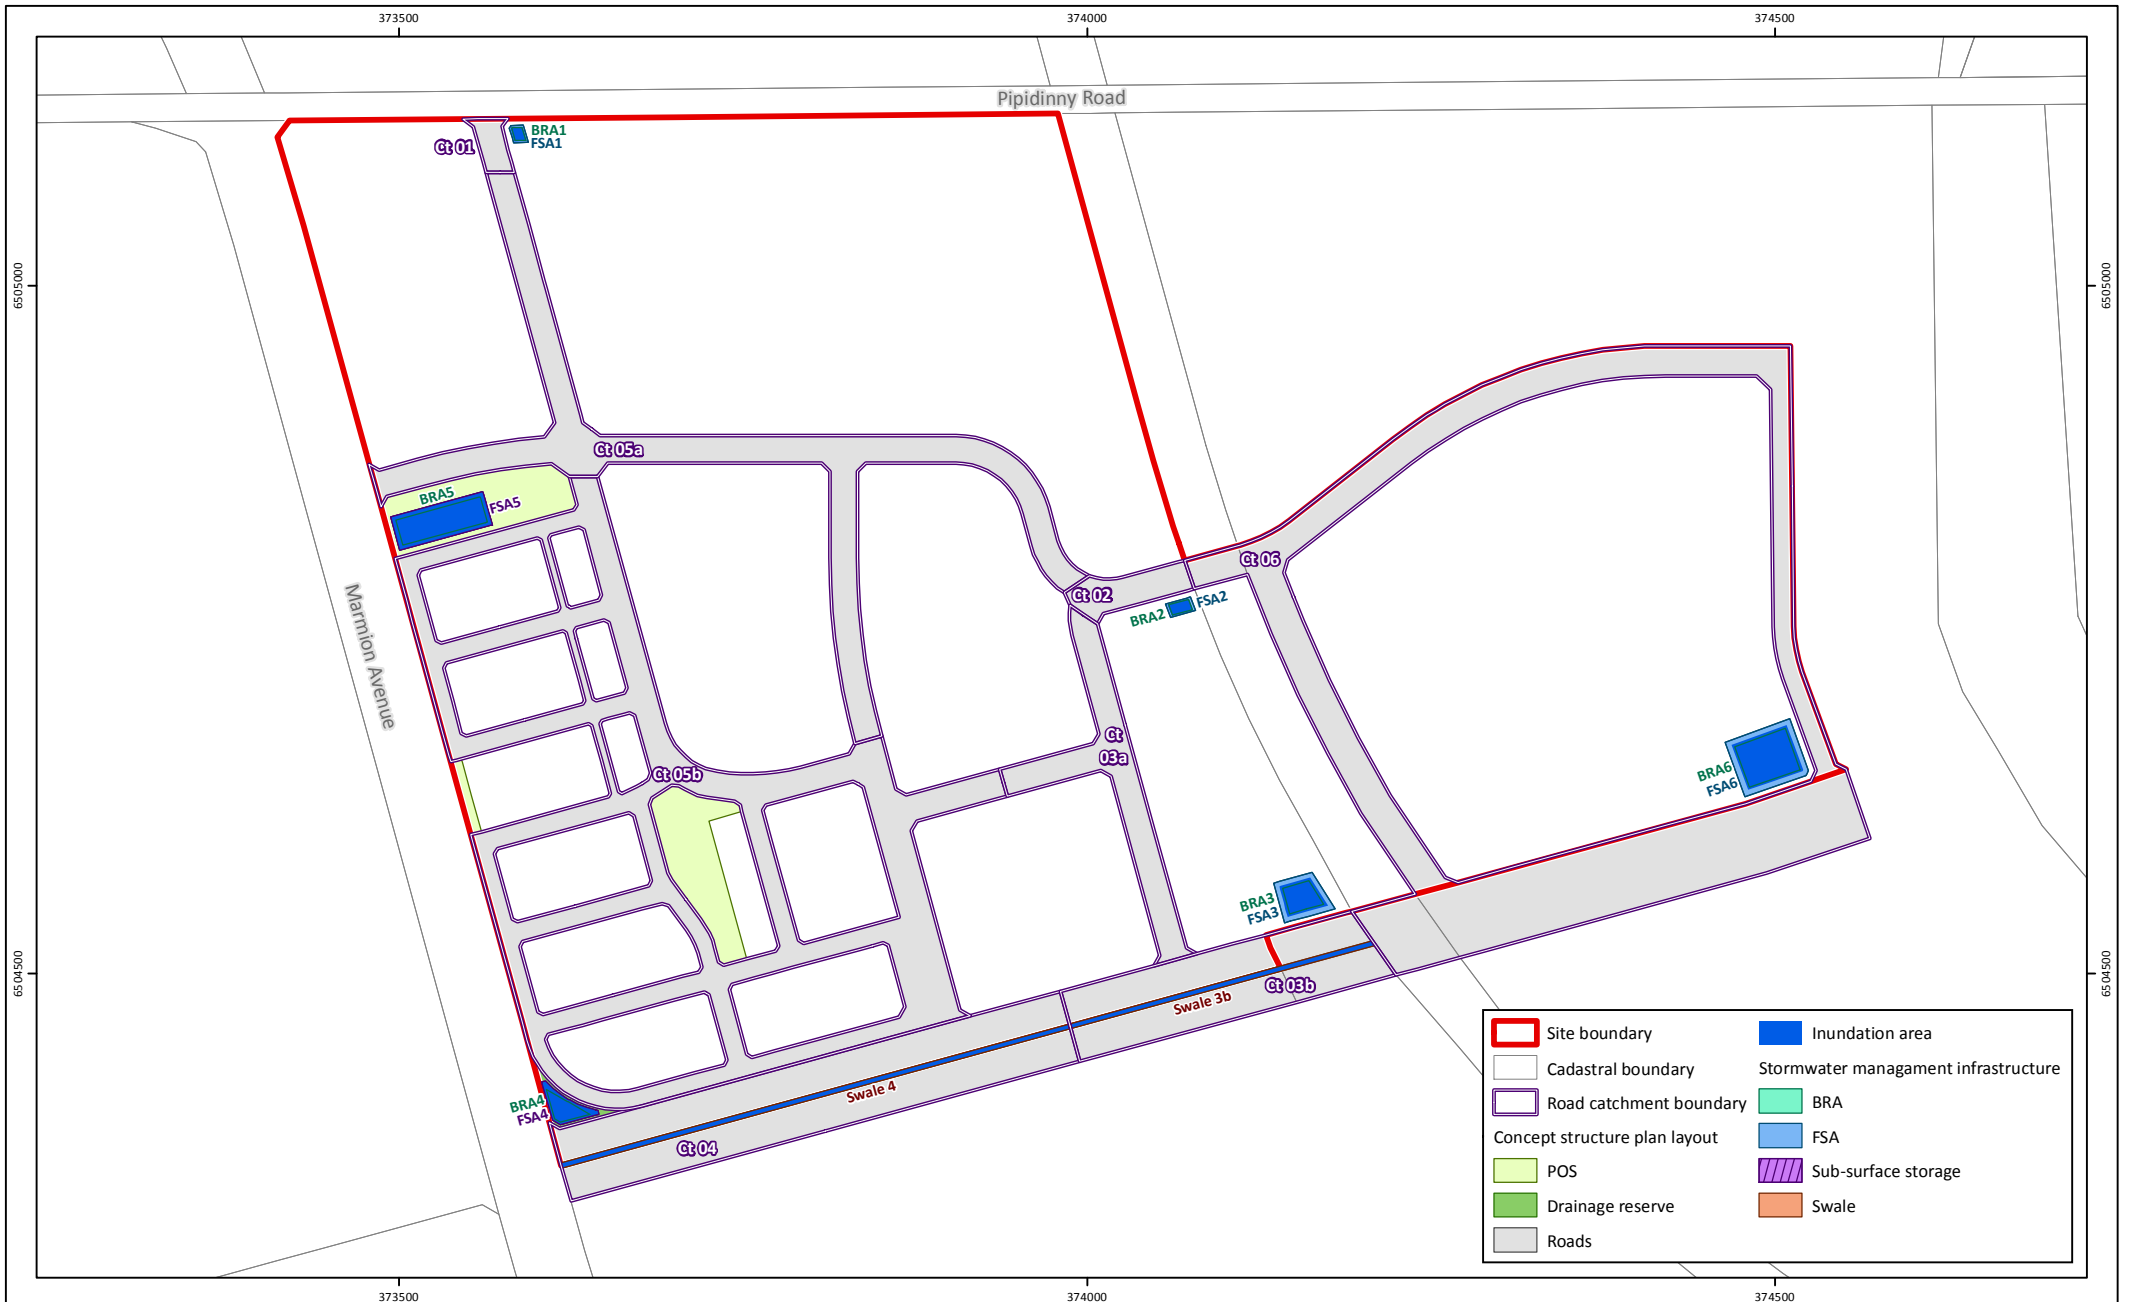 373500
374000
374500
Pipidinny Road
BRA1
FSA1
Ct 01
6505000
6505000
Ct 05a
BRA5
FSA5
Ct 06
Ct 02
BRA2
FSA2
Marmion Avenue
Ct
03a
Ct 05b
BRA6
FSA6
BRA3
FSA3
6504500
6504500
Ct 03b
Swale 3b
Swale 4
BRA4
FSA4
Ct 04
Site boundary
Cadastral boundary
Road catchment boundary
Concept structure plan layout
POS
Drainage reserve
Roads
Inundation area
Stormwater managament infrastructure
BRA
FSA
Sub-surface storage
Swale
373500
374000
374500